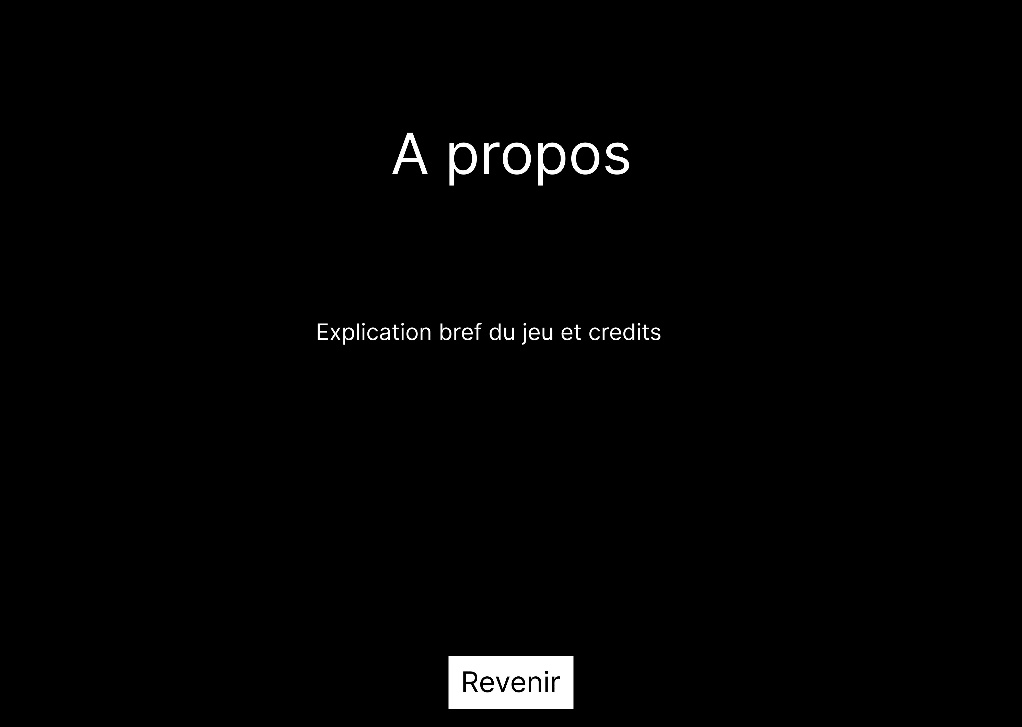 A propos
Explication bref du jeu et credits
Revenir